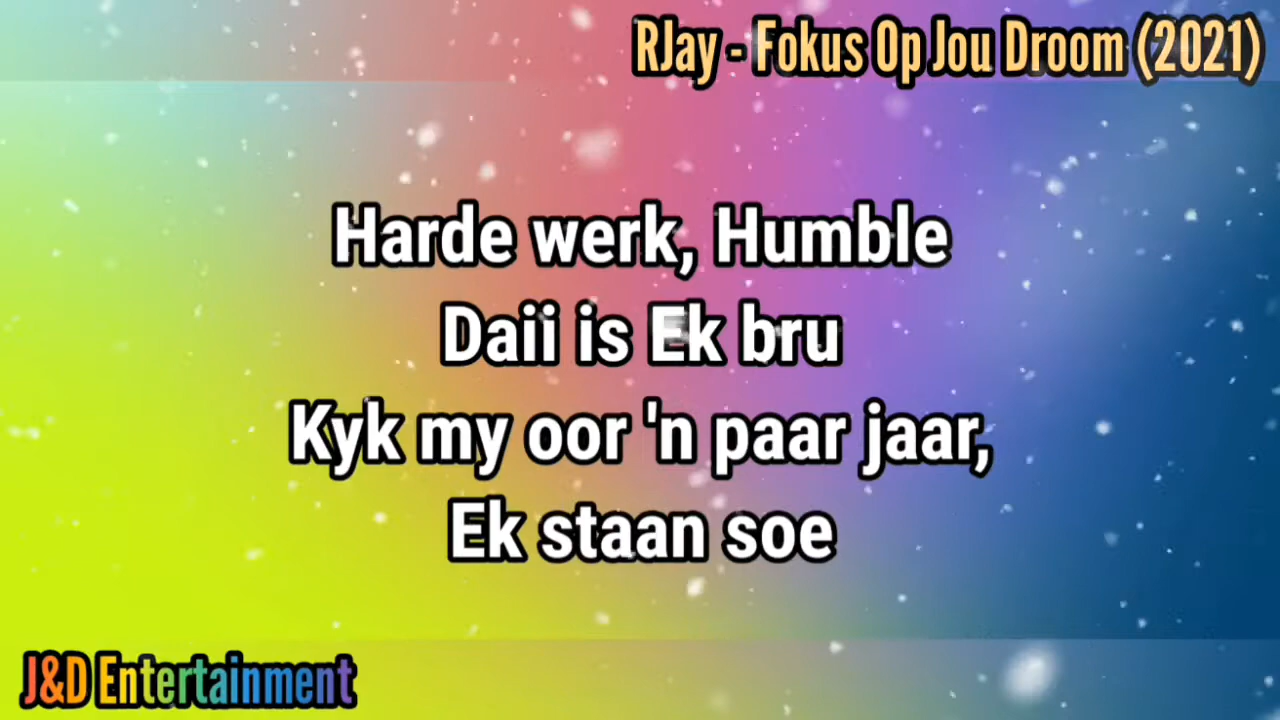 RJay - Fokus Op Jou Droom (2021)
Harde werk, Humble
Daii is Ek bru
Kyk my oor 'n paar jaar,
Ek staan soe
J&D Entertainment